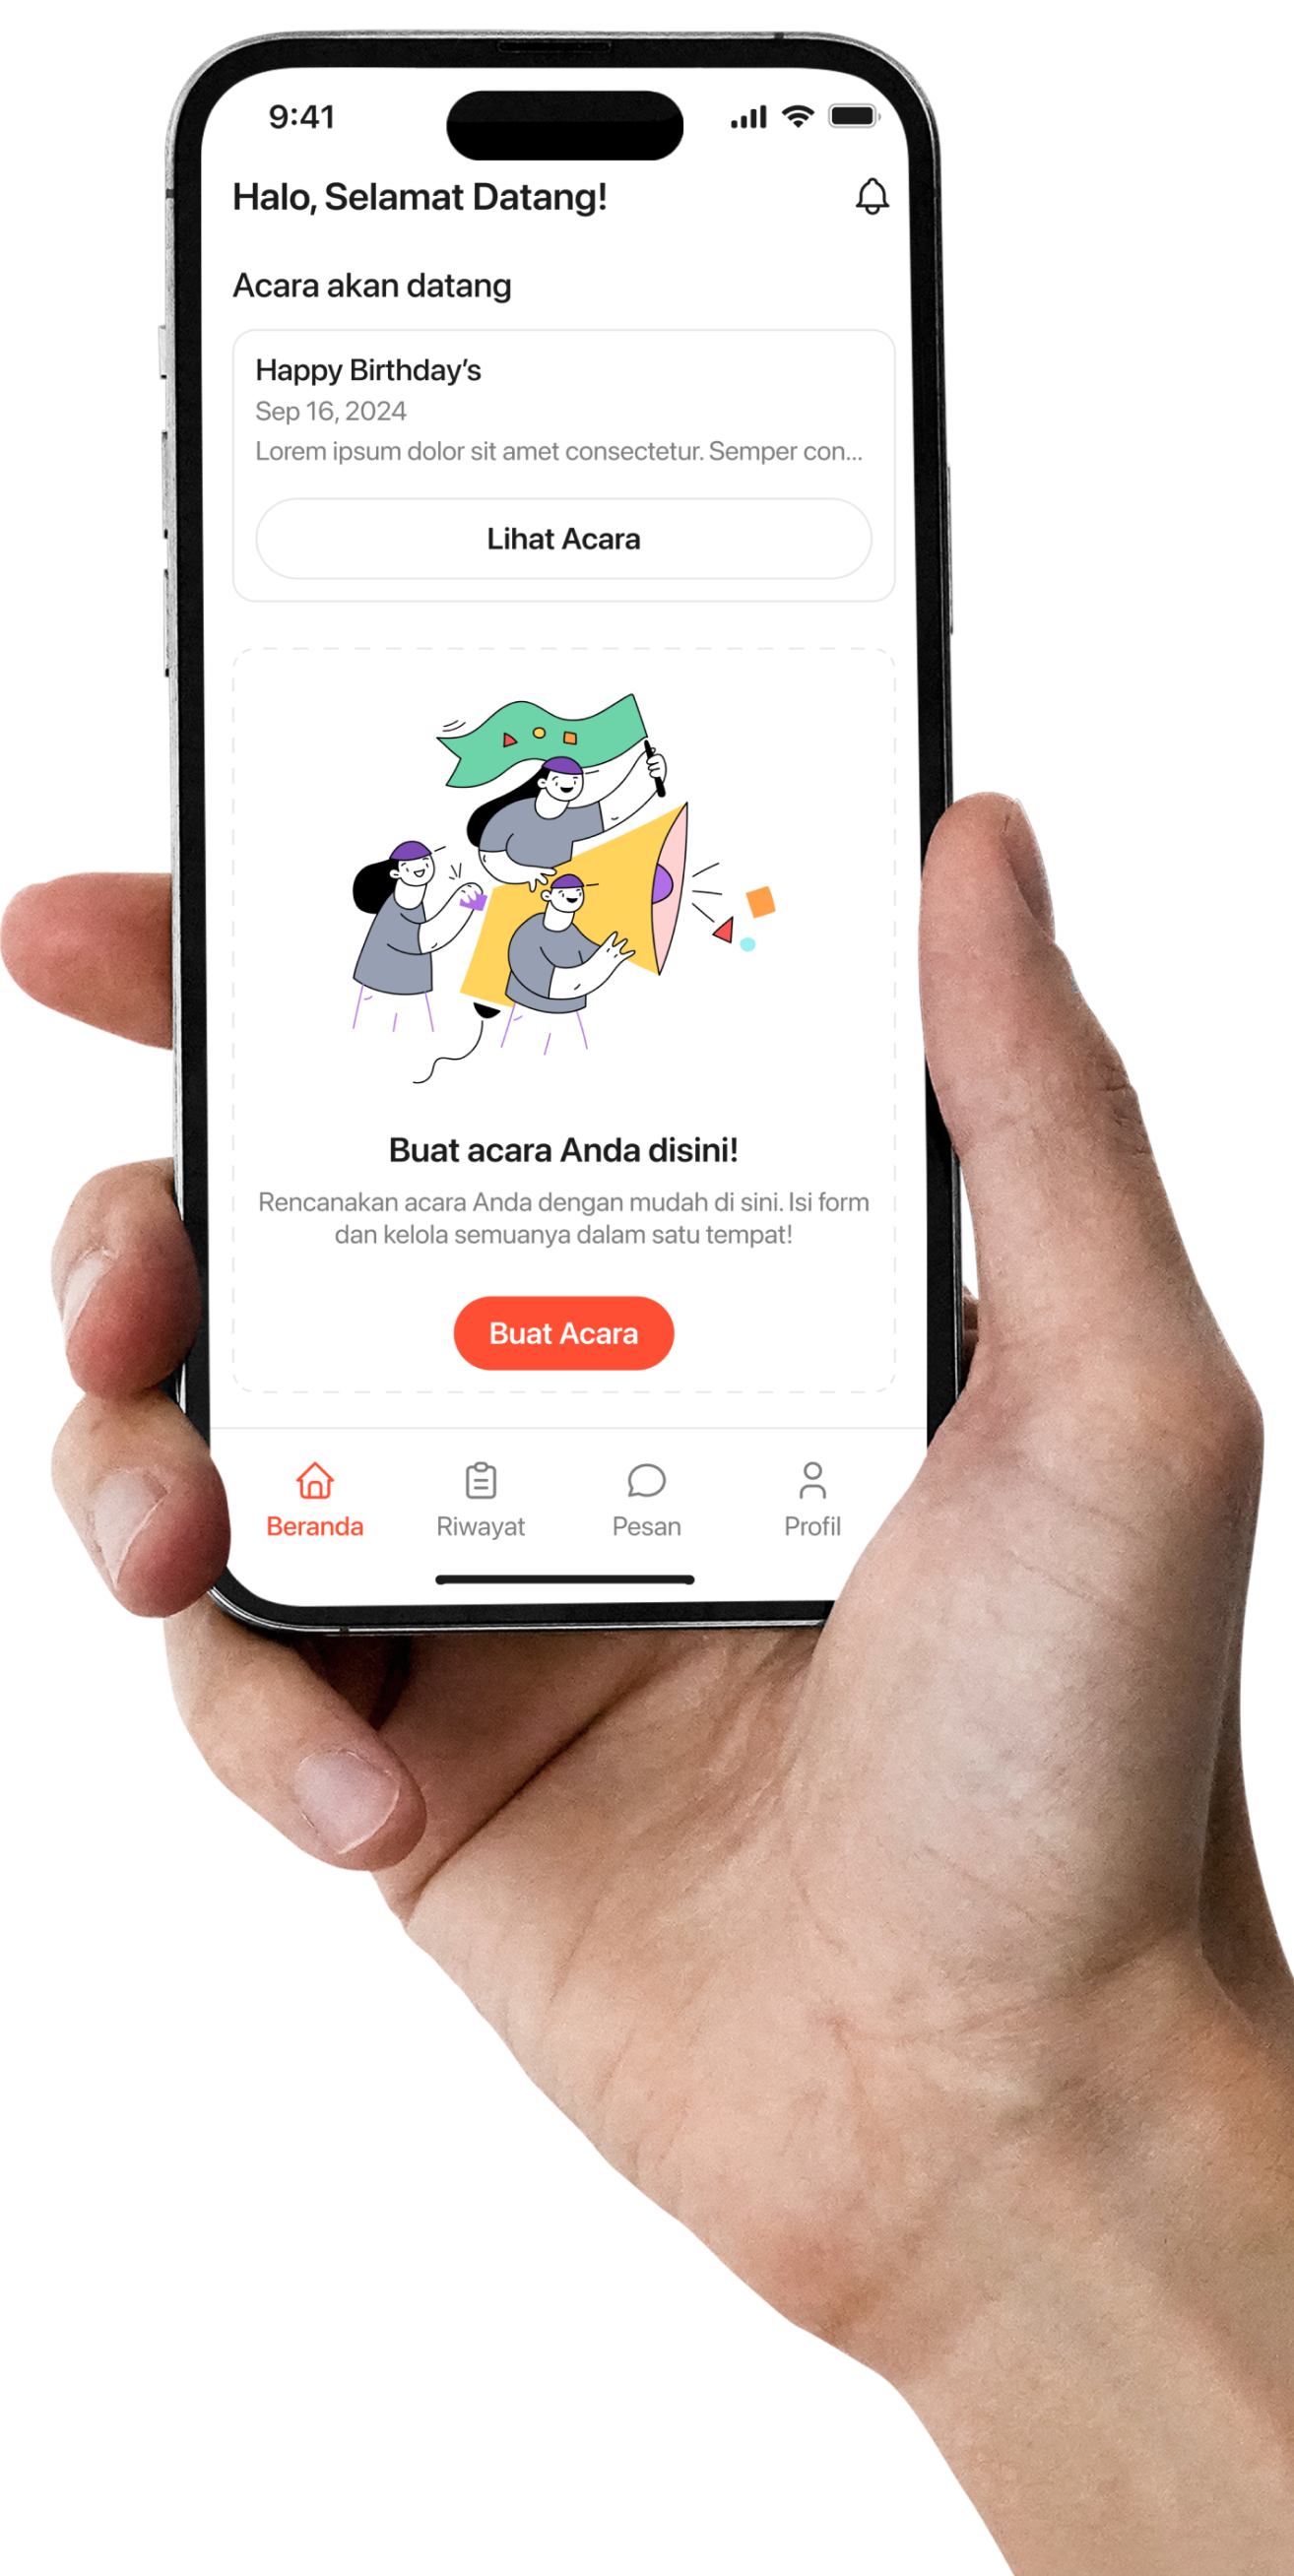 9:41
Halo, Selamat Datang!
Acara akan datang
Happy Birthday’s
Sep 16, 2024
Lorem ipsum dolor sit amet consectetur. Semper con...
Lihat Acara
Buat acara Anda disini!
Rencanakan acara Anda dengan mudah di sini. Isi form
dan kelola semuanya dalam satu tempat!
Buat Acara
Beranda
Riwayat
Pesan
Profil